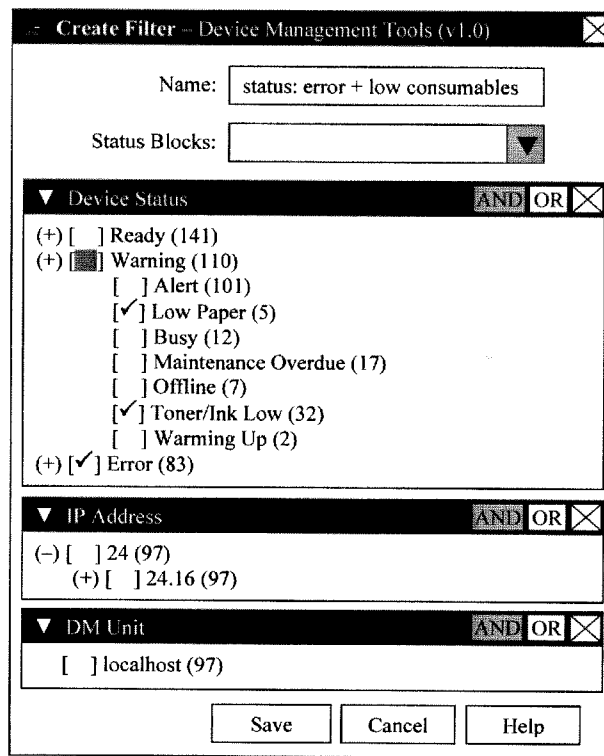 Create Filter – Device Management Tools (v1.0)
Name: status: error + low consumables
Status Blocks:
▼ Device Status AND OR
(+) [ ] Ready (141)
(+) [■] Warning (110)
[ ] Alert (101)
[✓] Low Paper (5)
[ ] Busy (12)
[ ] Maintenance Overdue (17)
[ ] Offline (7)
[✓] Toner/Ink Low (32)
[ ] Warming Up (2)
(+) [✓] Error (83)
▼ IP Address AND OR
(–) [ ] 24 (97)
(+) [ ] 24.16 (97)
▼ DM Unit AND OR
[ ] localhost (97)
Save Cancel Help